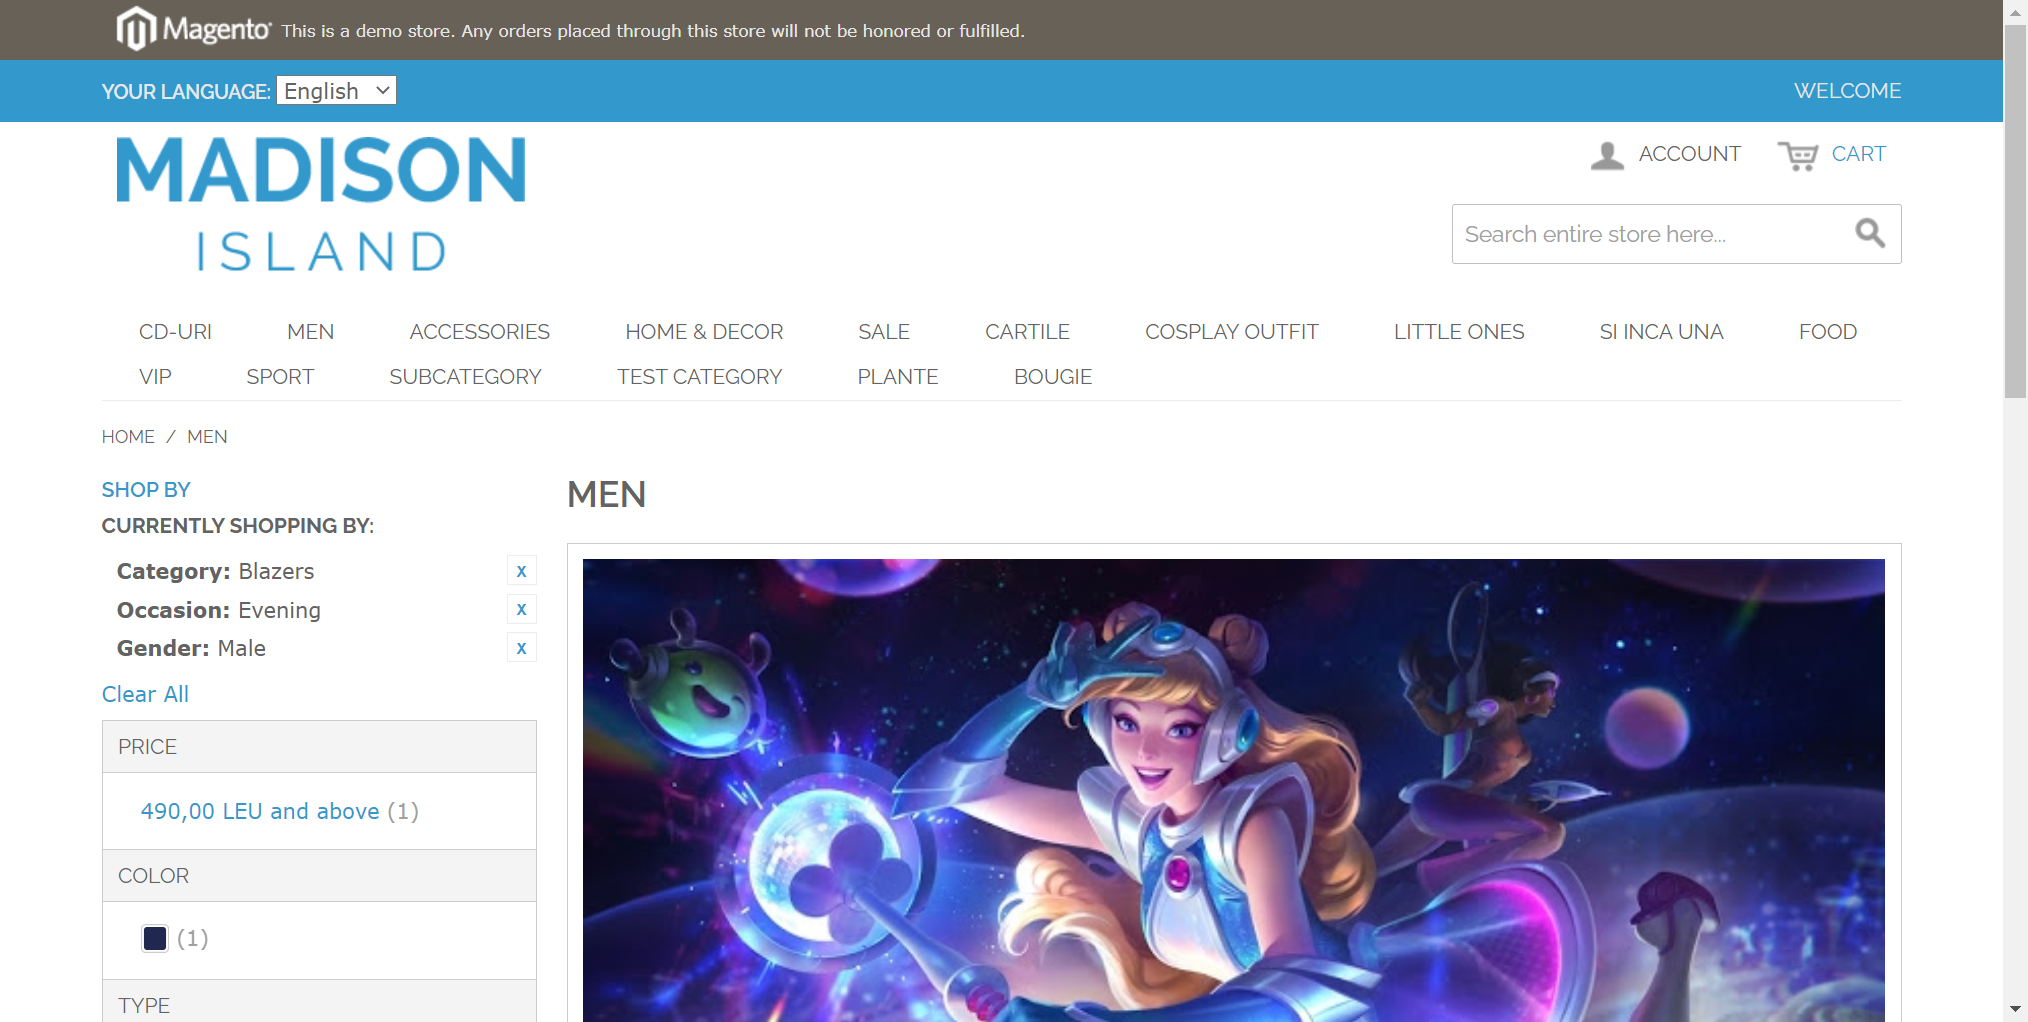 Magento This is a demo store. Any orders placed through this store will not be honored or fulfilled.
YOUR LANGUAGE: English
WELCOME
MADISON
ISLAND
ACCOUNT
CART
Search entire store here...
CD-URI MEN ACCESSORIES HOME & DECOR SALE CARTILE COSPLAY OUTFIT LITTLE ONES SI INCA UNA FOOD
VIP SPORT SUBCATEGORY TEST CATEGORY PLANTE BOUGIE
HOME / MEN
SHOP BY
CURRENTLY SHOPPING BY:
Category: Blazers X
Occasion: Evening X
Gender: Male X
Clear All
PRICE
490,00 LEU and above (1)
COLOR
(1)
TYPE
MEN